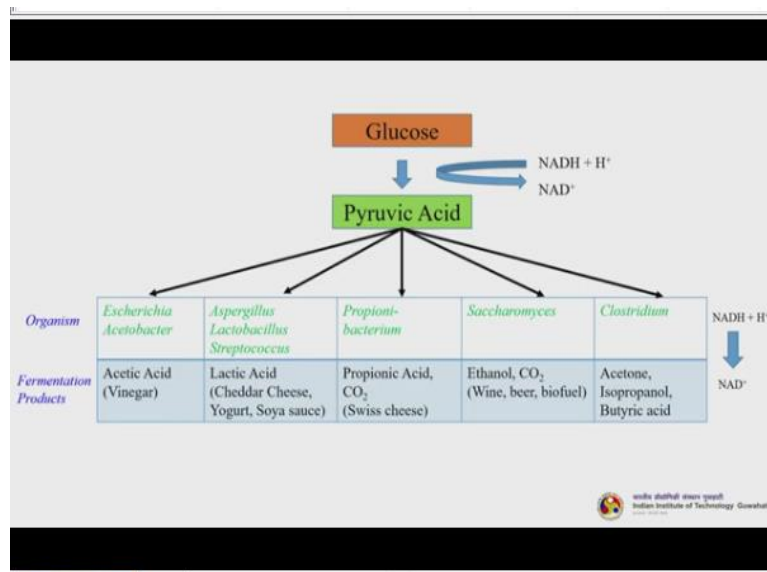 Glucose
NADH + H⁺
NAD⁺
Pyruvic Acid
Organism
Escherichia
Acetobacter
Aspergillus
Lactobacillus
Streptococcus
Propioni-
bacterium
Saccharomyces
Clostridium
NADH + H⁺
NAD⁺
Fermentation
Products
Acetic Acid
(Vinegar)
Lactic Acid
(Cheddar Cheese,
Yogurt, Soya sauce)
Propionic Acid,
CO₂
(Swiss cheese)
Ethanol, CO₂
(Wine, beer, biofuel)
Acetone,
Isopropanol,
Butyric acid
Indian Institute of Technology Guwahat